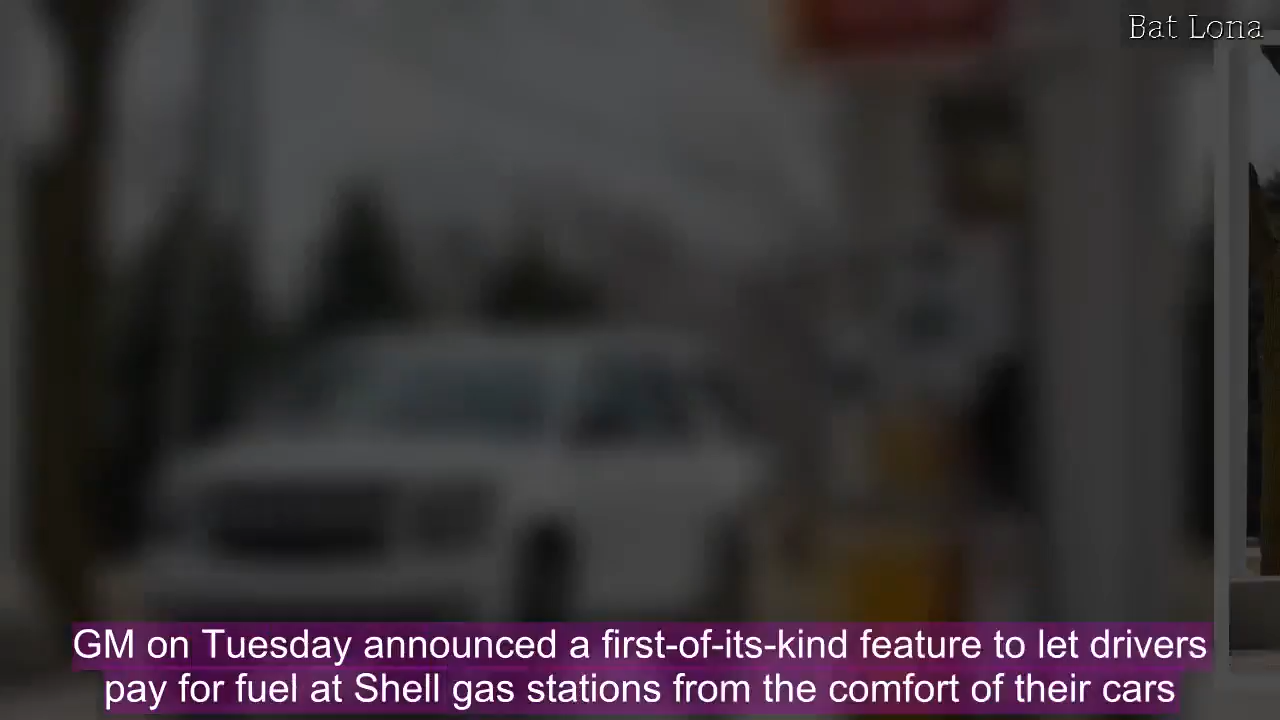 Bat Lona
GM on Tuesday announced a first-of-its-kind feature to let drivers
pay for fuel at Shell gas stations from the comfort of their cars